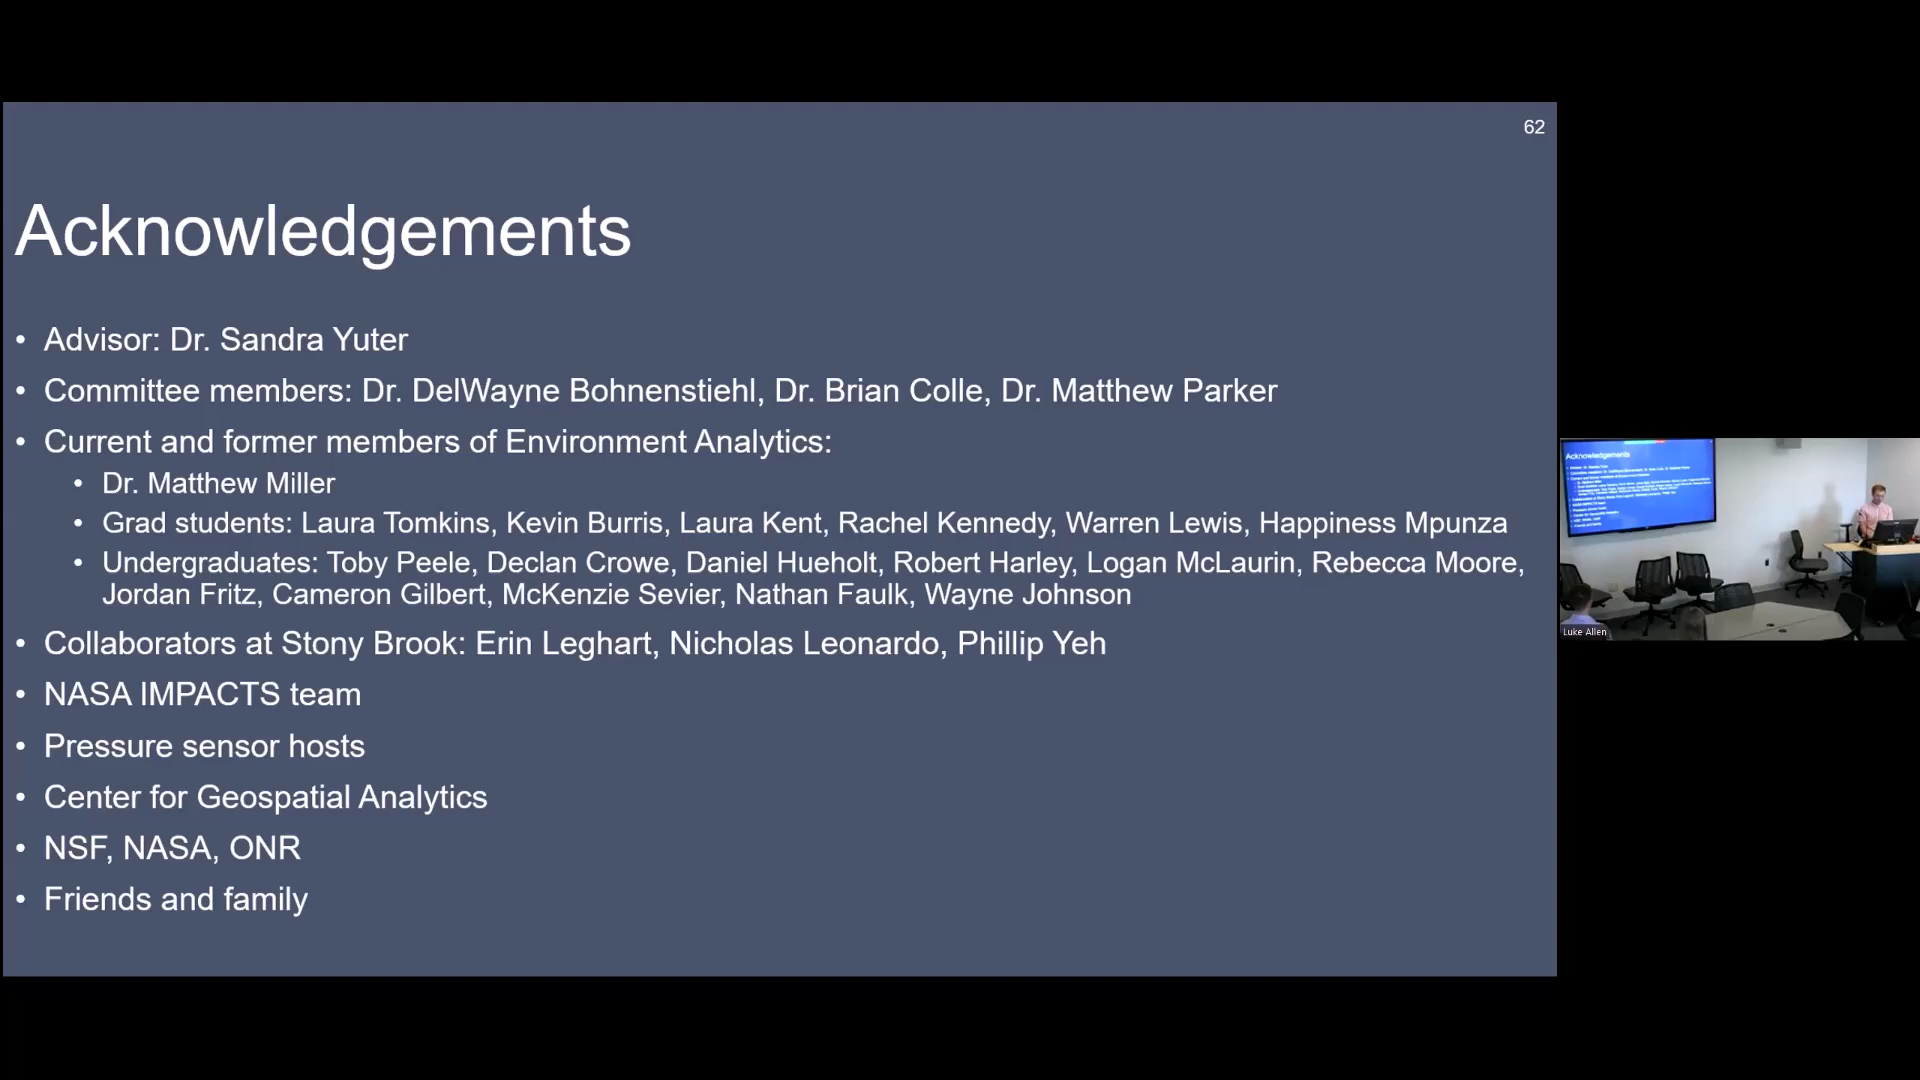 62
Acknowledgements
• Advisor: Dr. Sandra Yuter
• Committee members: Dr. DelWayne Bohnenstiehl, Dr. Brian Colle, Dr. Matthew Parker
• Current and former members of Environment Analytics:
• Dr. Matthew Miller
• Grad students: Laura Tomkins, Kevin Burris, Laura Kent, Rachel Kennedy, Warren Lewis, Happiness Mpunza
• Undergraduates: Toby Peele, Declan Crowe, Daniel Hueholt, Robert Harley, Logan McLaurin, Rebecca Moore,
Jordan Fritz, Cameron Gilbert, McKenzie Sevier, Nathan Faulk, Wayne Johnson
• Collaborators at Stony Brook: Erin Leghart, Nicholas Leonardo, Phillip Yeh
• NASA IMPACTS team
• Pressure sensor hosts
• Center for Geospatial Analytics
• NSF, NASA, ONR
• Friends and family
Acknowledgements
Luke Allen